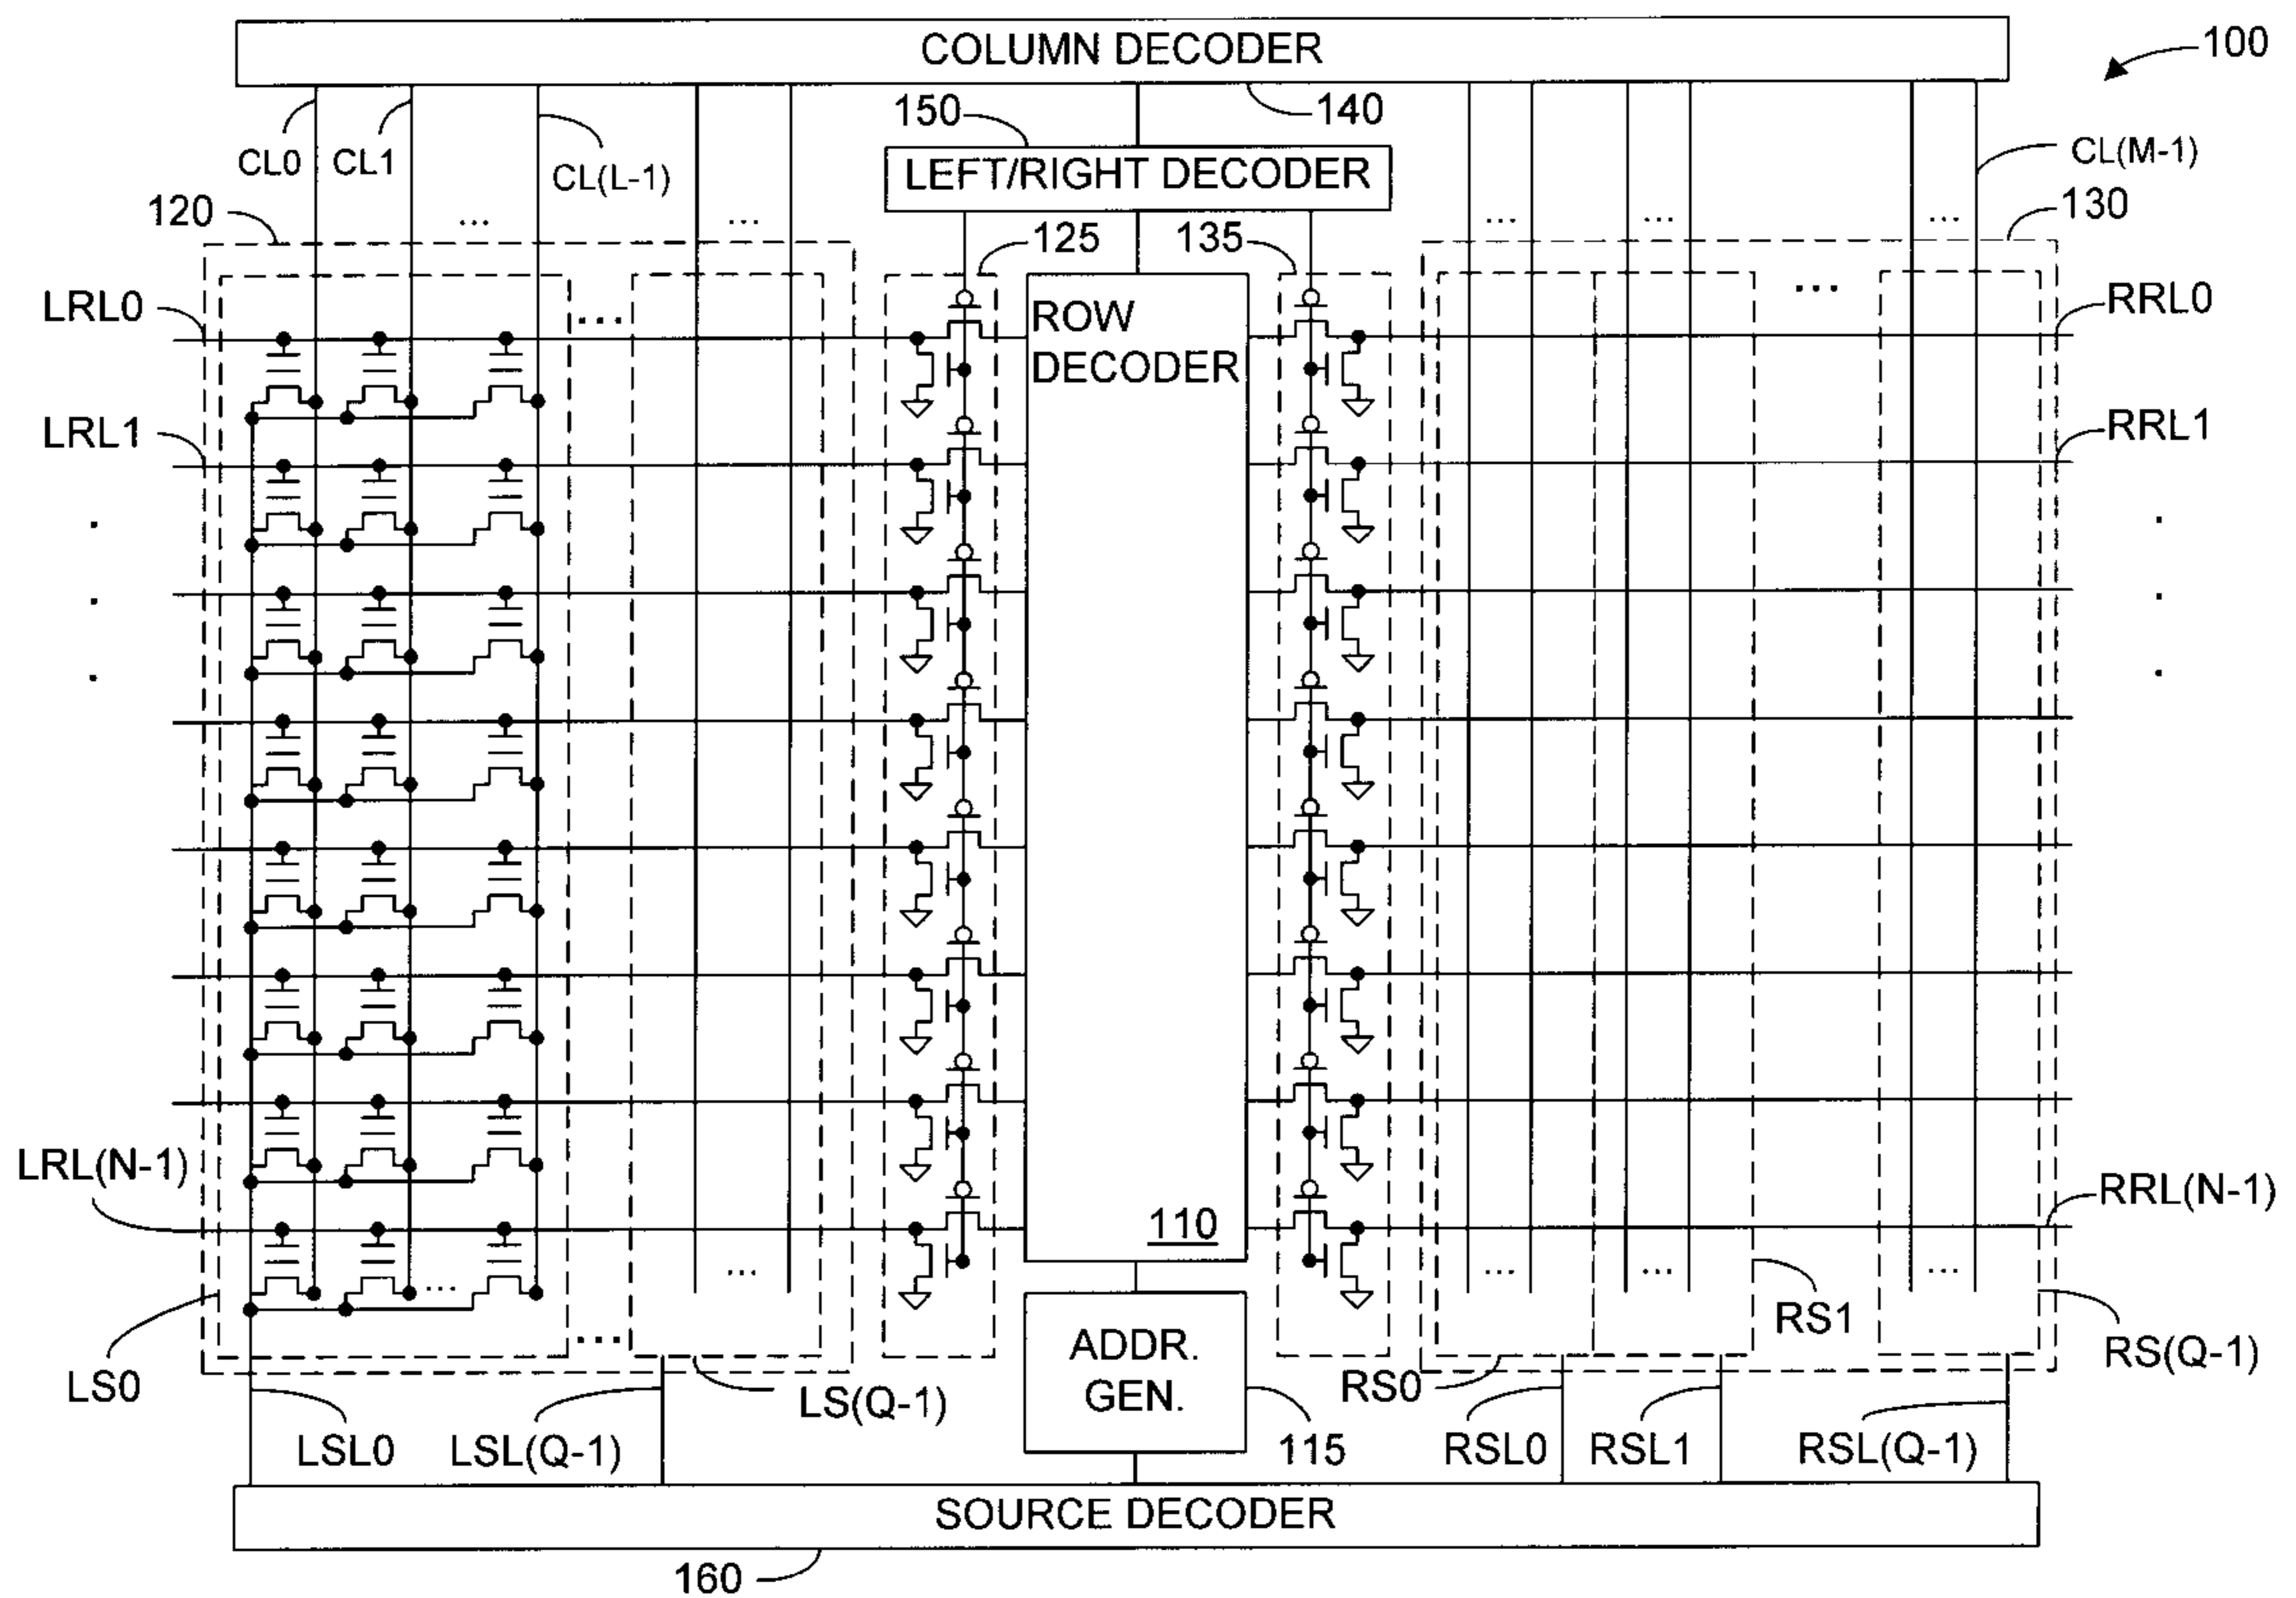 COLUMN DECODER
100
150
140
CL0
CL1
CL(L-1)
LEFT/RIGHT DECODER
CL(M-1)
120
...
...
...
...
...
130
125
135
LRL0
...
ROW
DECODER
...
RRL0
LRL1
RRL1
.
.
.
.
.
.
LRL(N-1)
110
RRL(N-1)
...
...
...
...
...
LS0
...
LS(Q-1)
ADDR.
GEN.
RS0
RS1
RS(Q-1)
LSL0
LSL(Q-1)
115
RSL0
RSL1
RSL(Q-1)
SOURCE DECODER
160